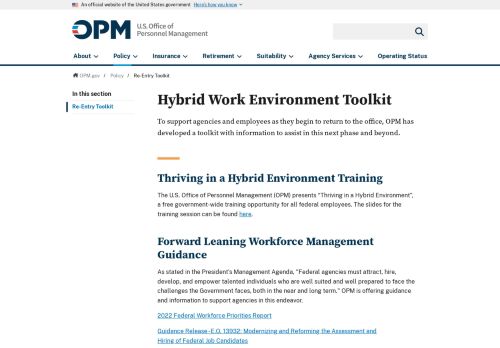 An official website of the United States government Here's how you know
OPM U.S. Office of
Personnel Management
About Policy Insurance Retirement Suitability Agency Services Operating Status
OPM.gov / Policy / Re-Entry Toolkit
In this section
Re-Entry Toolkit
Hybrid Work Environment Toolkit
To support agencies and employees as they begin to return to the office, OPM has
developed a toolkit with information to assist in this next phase and beyond.
Thriving in a Hybrid Environment Training
The U.S. Office of Personnel Management (OPM) presents "Thriving in a Hybrid Environment",
a free government-wide training opportunity for all federal employees. The slides for the
training session can be found here.
Forward Leaning Workforce Management
Guidance
As stated in the President's Management Agenda, "Federal agencies must attract, hire,
develop, and empower talented individuals who are well suited and well prepared to face the
challenges the Government faces, both in the near and long term." OPM is offering guidance
and information to support agencies in this endeavor.
2022 Federal Workforce Priorities Report
Guidance Release - E.O. 13932; Modernizing and Reforming the Assessment and
Hiring of Federal Job Candidates